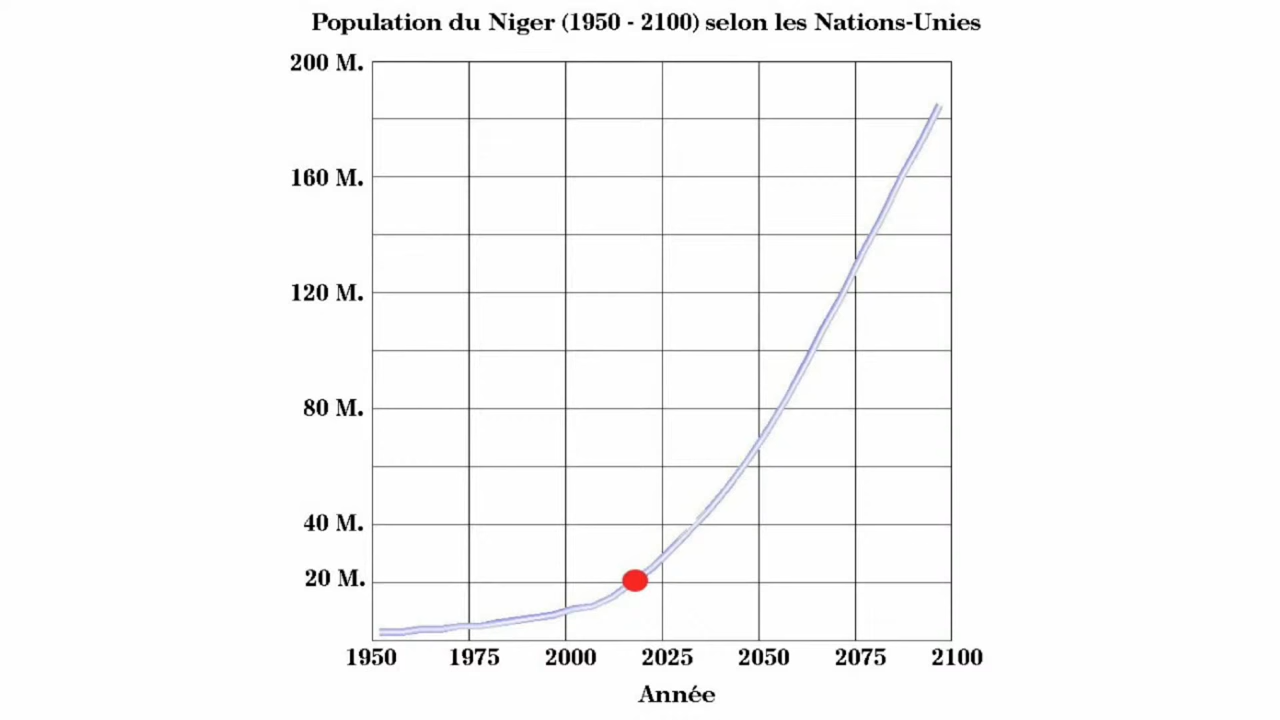 Population du Niger (1950 - 2100) selon les Nations-Unies
200 M.
160 M.
120 M.
80 M.
40 M.
20 M.
1950 1975 2000 2025 2050 2075 2100
Année